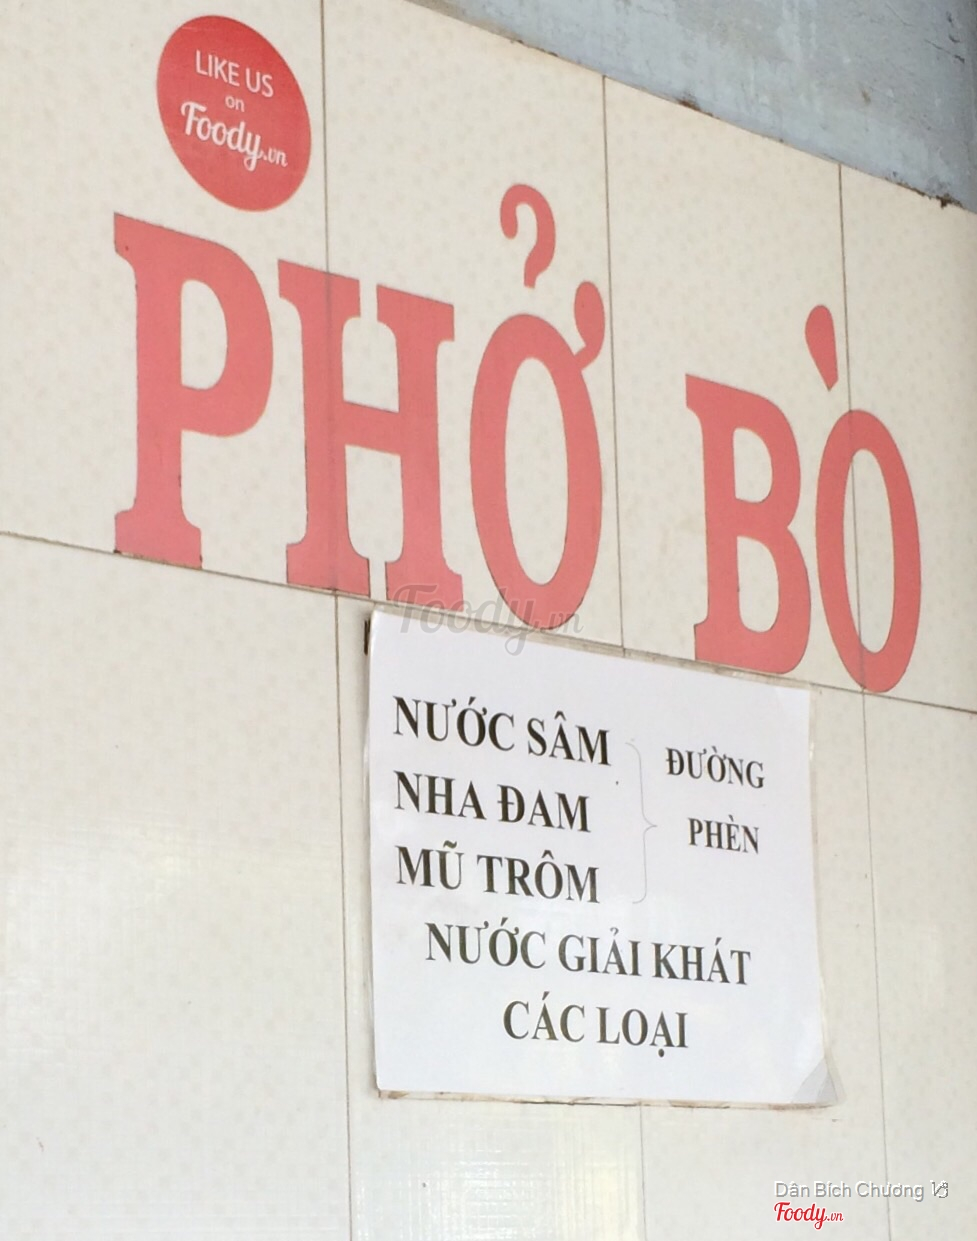 LIKE US
on
Foody.vn
PHỞ BÒ
Foody.vn
NƯỚC SÂM
NHA ĐAM
MŨ TRÔM
ĐƯỜNG
PHÈN
NƯỚC GIẢI KHÁT
CÁC LOẠI
Dân Bích Chương
Foody.vn